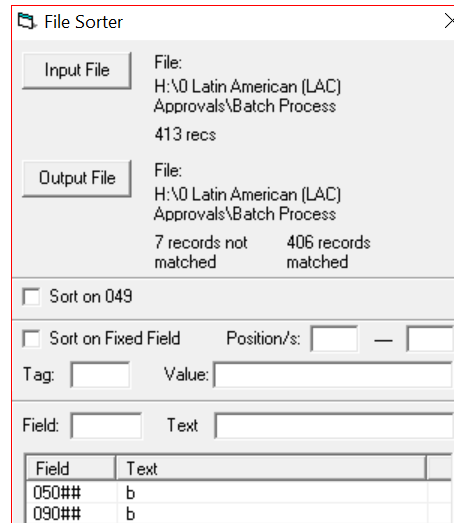 File Sorter
Input File
File:
H:\0 Latin American (LAC)
Approvals\Batch Process
413 recs
Output File
File:
H:\0 Latin American (LAC)
Approvals\Batch Process
7 records not matched
406 records matched
Sort on 049
Sort on Fixed Field Position/s: —
Tag: Value:
Field: Text
Field Text
050## b
090## b